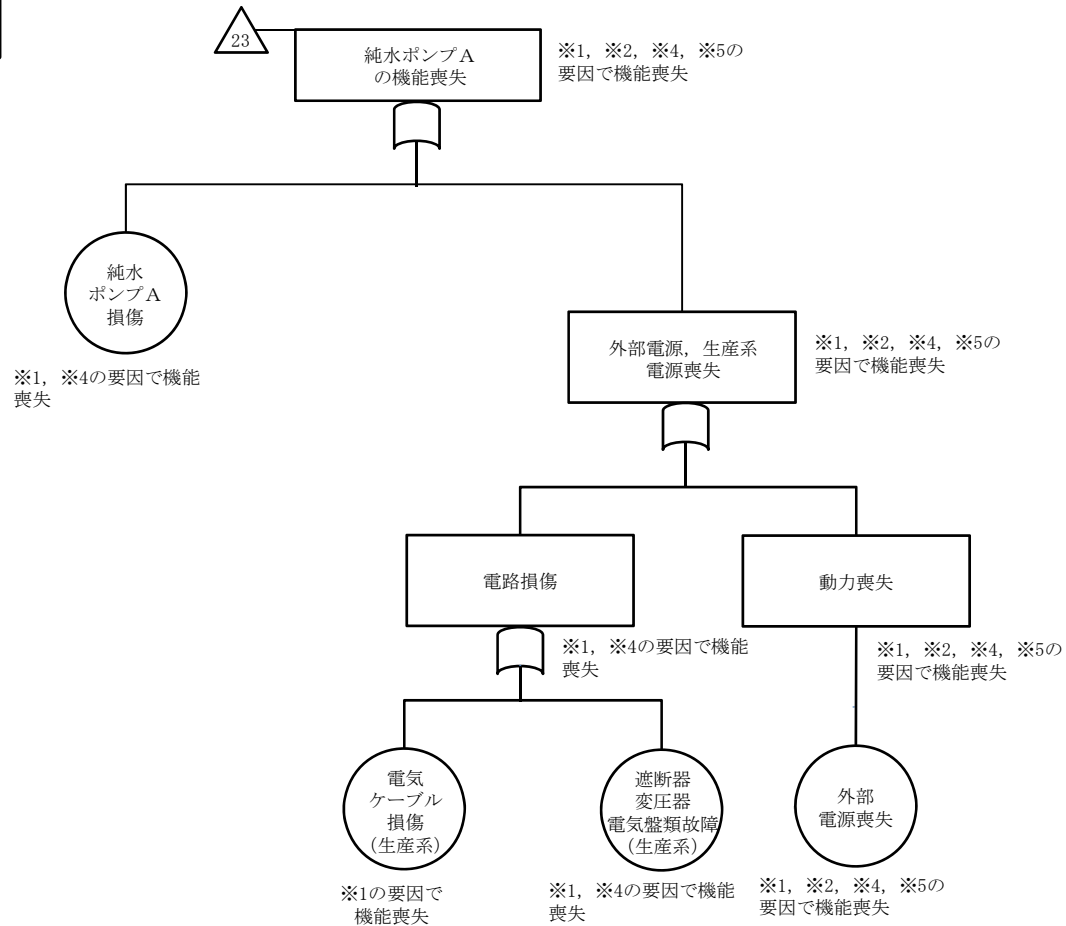 23
純水ポンプA
の機能喪失
※1, ※2, ※4, ※5の
要因で機能喪失
純水
ポンプA
損傷
※1, ※4の要因で機能
喪失
外部電源, 生産系
電源喪失
※1, ※2, ※4, ※5の
要因で機能喪失
電路損傷
※1, ※4の要因で機能
喪失
動力喪失
※1, ※2, ※4, ※5の
要因で機能喪失
電気
ケーブル
損傷
(生産系)
※1の要因で
機能喪失
遮断器
変圧器
電気盤類故障
(生産系)
※1, ※4の要因で機能
喪失
外部
電源喪失
※1, ※2, ※4, ※5の
要因で機能喪失